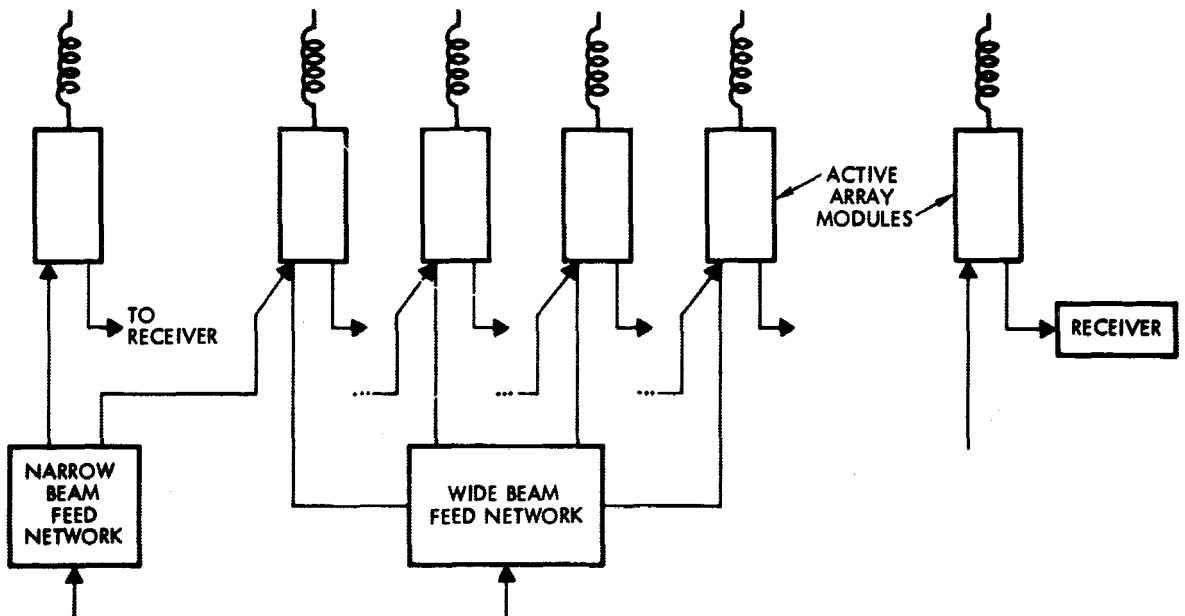 ACTIVE
ARRAY
MODULES
TO
RECEIVER
RECEIVER
...
...
...
NARROW
BEAM
FEED
NETWORK
WIDE BEAM
FEED NETWORK